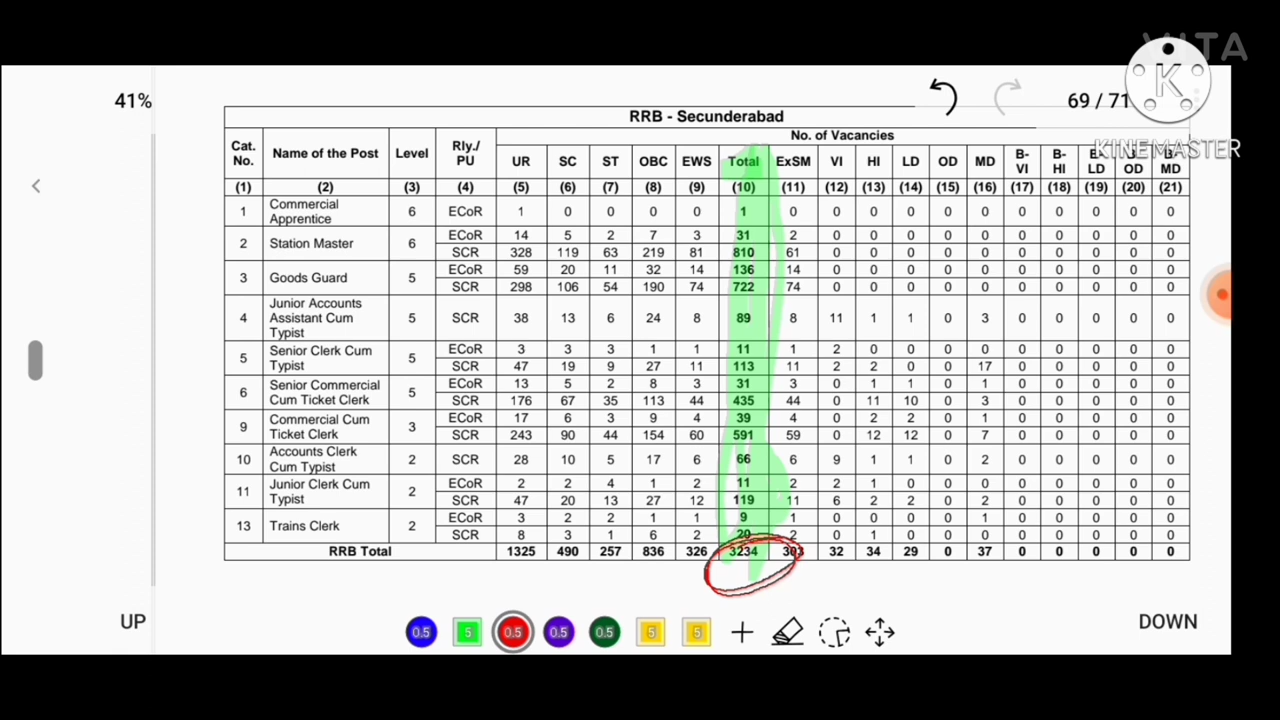 VITA
K
KINEMASTER
41%
69 / 71
RRB - Secunderabad
Cat. No. Name of the Post Level Rly./ PU No. of Vacancies
UR SC ST OBC EWS Total ExSM VI HI LD OD MD B-VI B-HI B-LD B-OD B-MD
(1) (2) (3) (4) (5) (6) (7) (8) (9) (10) (11) (12) (13) (14) (15) (16) (17) (18) (19) (20) (21)
1 Commercial Apprentice 6 ECoR 1 0 0 0 0 1 0 0 0 0 0 0 0 0 0 0 0
2 Station Master 6 ECoR 14 5 2 7 3 31 2 0 0 0 0 0 0 0 0 0 0
SCR 328 119 63 219 81 810 61 0 0 0 0 0 0 0 0 0 0
3 Goods Guard 5 ECoR 59 20 11 32 14 136 14 0 0 0 0 0 0 0 0 0 0
SCR 298 106 54 190 74 722 74 0 0 0 0 0 0 0 0 0 0
4 Junior Accounts Assistant Cum Typist 5 SCR 38 13 6 24 8 89 8 11 1 1 0 3 0 0 0 0 0
5 Senior Clerk Cum Typist 5 ECoR 3 3 3 1 1 11 1 2 0 0 0 0 0 0 0 0 0
SCR 47 19 9 27 11 113 11 2 2 0 0 17 0 0 0 0 0
6 Senior Commercial Cum Ticket Clerk 5 ECoR 13 5 2 8 3 31 3 0 1 1 0 1 0 0 0 0 0
SCR 176 67 35 113 44 435 44 0 11 10 0 3 0 0 0 0 0
9 Commercial Cum Ticket Clerk 3 ECoR 17 6 3 9 4 39 4 0 2 2 0 1 0 0 0 0 0
SCR 243 90 44 154 60 591 59 0 12 12 0 7 0 0 0 0 0
10 Accounts Clerk Cum Typist 2 SCR 28 10 5 17 6 66 6 9 1 1 0 2 0 0 0 0 0
11 Junior Clerk Cum Typist 2 ECoR 2 2 4 1 2 11 2 2 1 0 0 0 0 0 0 0 0
SCR 47 20 13 27 12 119 11 6 2 2 0 2 0 0 0 0 0
13 Trains Clerk 2 ECoR 3 2 2 1 1 9 1 0 0 0 0 1 0 0 0 0 0
SCR 8 3 1 6 2 20 2 0 1 0 0 0 0 0 0 0 0
RRB Total 1325 490 257 836 326 3234 303 32 34 29 0 37 0 0 0 0 0
UP
DOWN
0.5 5 0.5 0.5 0.5 5 5